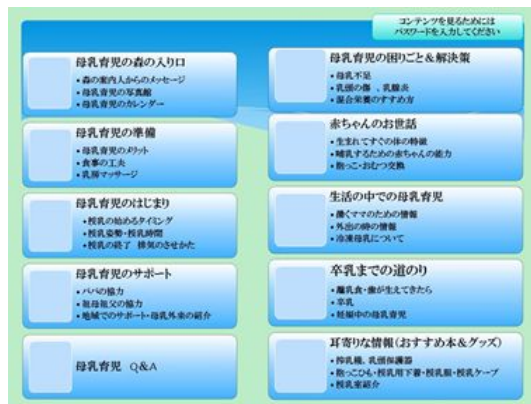 コンテンツを見るためには
パスワードを入力してください
母乳育児の森の入り口
・森の案内人からのメッセージ
・母乳育児の写真館
・母乳育児のカレンダー
母乳育児の準備
・母乳育児のメリット
・食事の工夫
・乳房マッサージ
母乳育児のはじまり
・授乳の始めるタイミング
・授乳姿勢・授乳時間
・授乳の終了 排気のさせかた
母乳育児のサポート
・パパの協力
・祖母祖父の協力
・地域でのサポート・母乳外来の紹介
母乳育児 Q&A
母乳育児の困りごと&解決策
・母乳不足
・乳頭の傷、乳腺炎
・混合栄養のすすめ方
赤ちゃんのお世話
・生まれてすぐの体の特徴
・哺乳するための赤ちゃんの能力
・抱っこ・おむつ交換
生活の中での母乳育児
・働くママのための情報
・外出の時の情報
・冷凍母乳について
卒乳までの道のり
・離乳食・歯が生えてきたら
・卒乳
・妊娠中の母乳育児
耳寄りな情報(おすすめ本&グッズ)
・搾乳機、乳頭保護器
・抱っこひも・授乳用下着・授乳服・授乳ケープ
・授乳室紹介